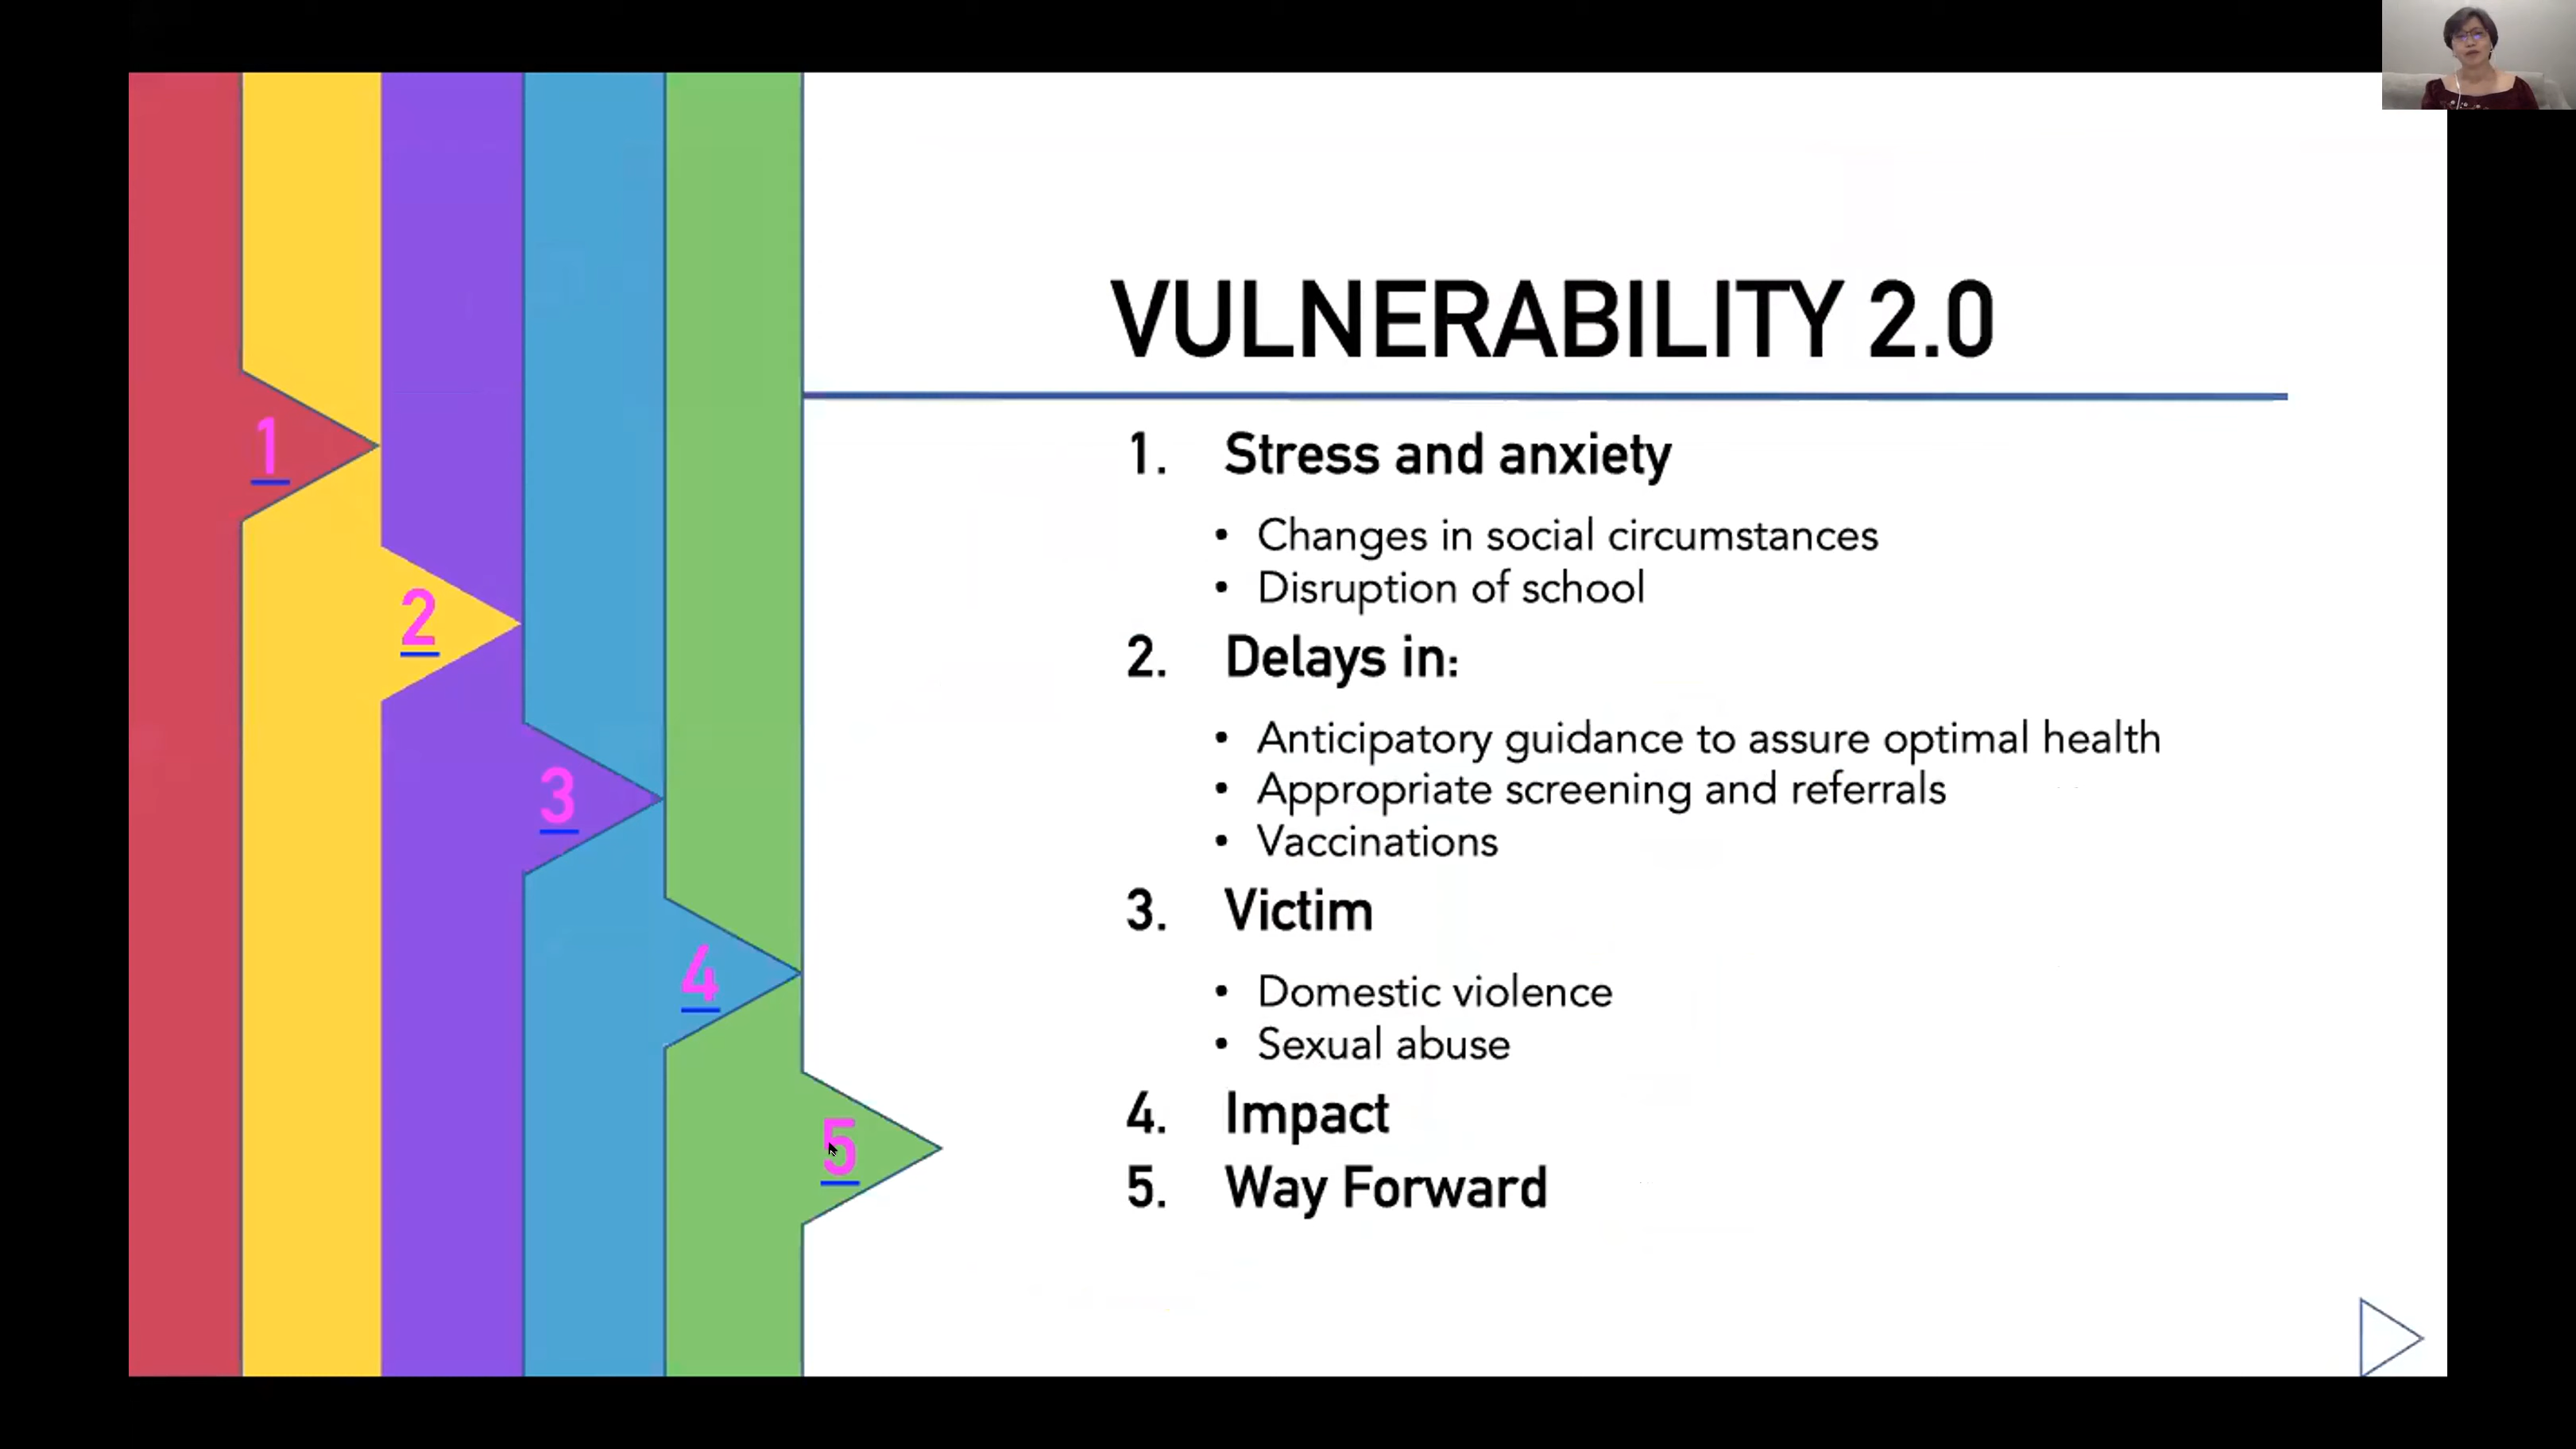 VULNERABILITY 2.0
1. Stress and anxiety
• Changes in social circumstances
• Disruption of school
2. Delays in:
• Anticipatory guidance to assure optimal health
• Appropriate screening and referrals
• Vaccinations
3. Victim
• Domestic violence
• Sexual abuse
4. Impact
5. Way Forward
1
2
3
4
5